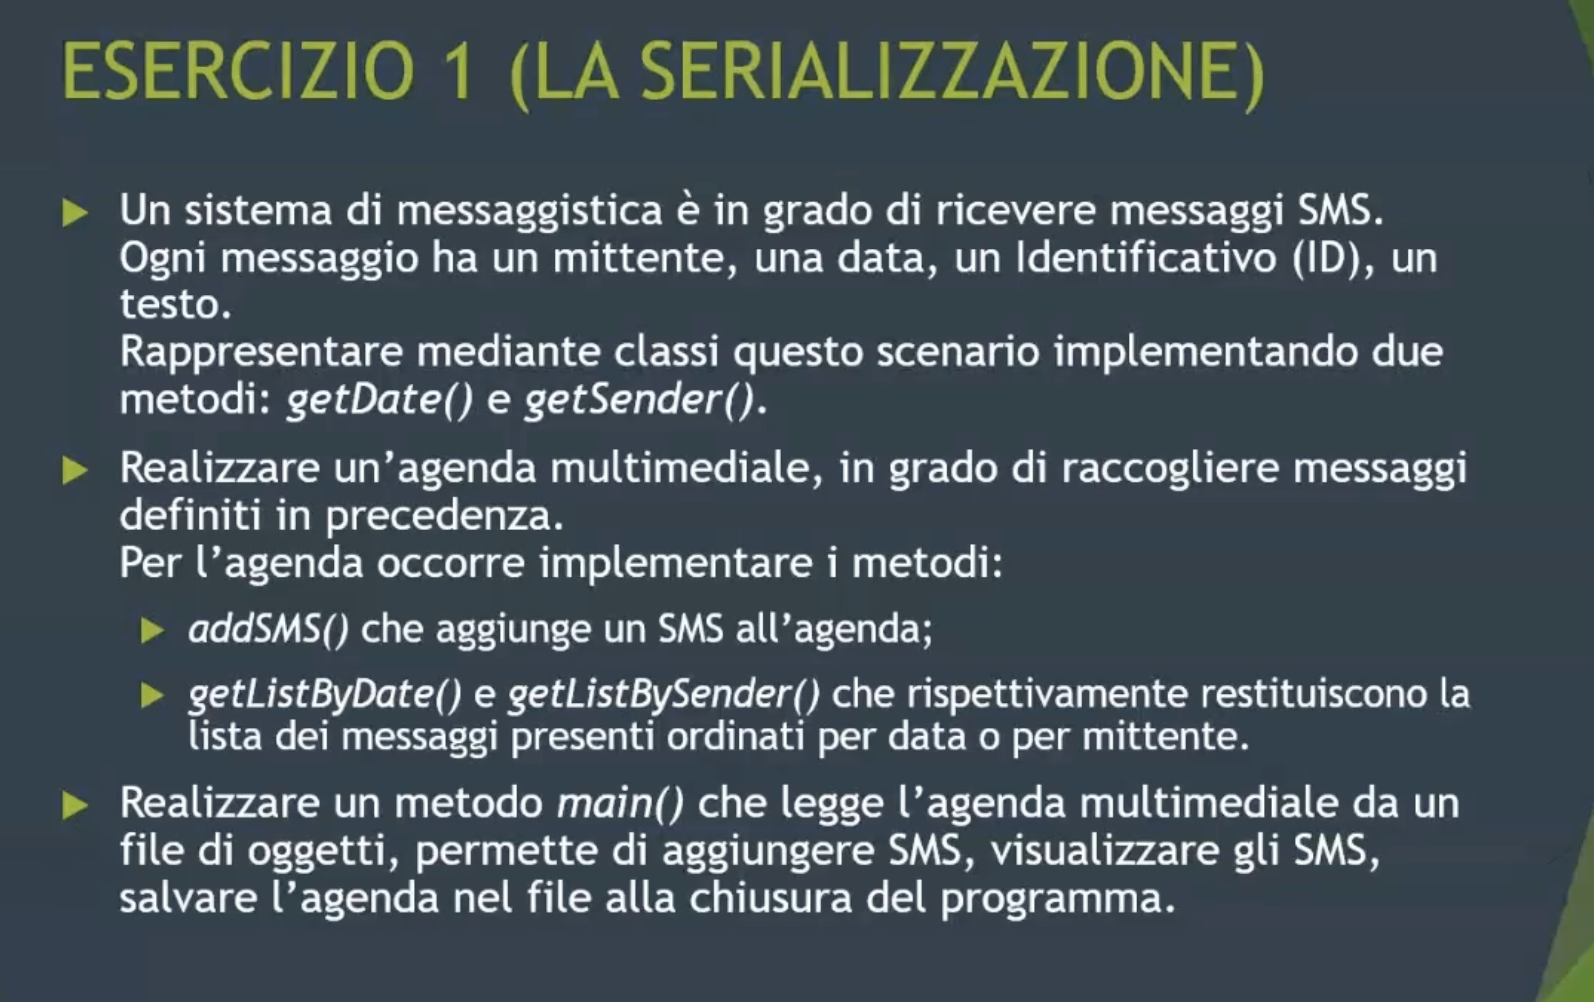 ESERCIZIO 1 (LA SERIALIZZAZIONE)
Un sistema di messaggistica è in grado di ricevere messaggi SMS.
Ogni messaggio ha un mittente, una data, un Identificativo (ID), un
testo.
Rappresentare mediante classi questo scenario implementando due
metodi: getDate() e getSender().
Realizzare un'agenda multimediale, in grado di raccogliere messaggi
definiti in precedenza.
Per l'agenda occorre implementare i metodi:
addSMS() che aggiunge un SMS all'agenda;
getListByDate() e getListBySender() che rispettivamente restituiscono la
lista dei messaggi presenti ordinati per data o per mittente.
Realizzare un metodo main() che legge l'agenda multimediale da un
file di oggetti, permette di aggiungere SMS, visualizzare gli SMS,
salvare l'agenda nel file alla chiusura del programma.